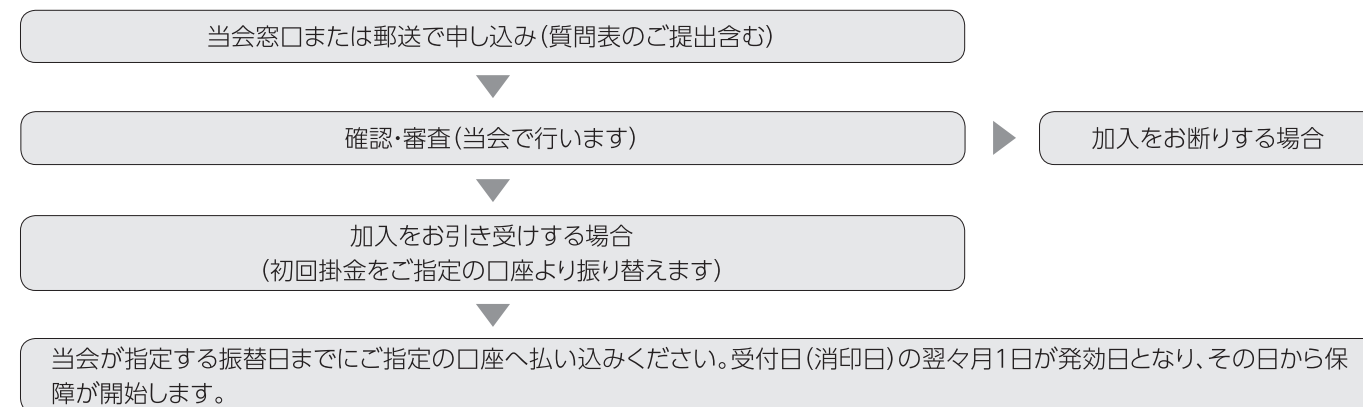 当会窓口または郵送で申し込み(質問表のご提出含む)
確認・審査(当会で行います)
加入をお断りする場合
加入をお引き受けする場合
(初回掛金をご指定の口座より振り替えます)
当会が指定する振替日までにご指定の口座へ払い込みください。受付日(消印日)の翌々月1日が発効日となり、その日から保
障が開始します。